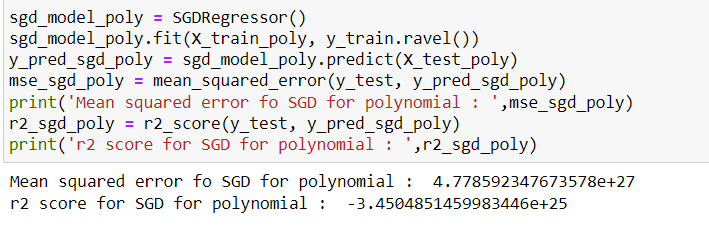 sgd_model_poly = SGDRegressor()
sgd_model_poly.fit(X_train_poly, y_train.ravel())
y_pred_sgd_poly = sgd_model_poly.predict(X_test_poly)
mse_sgd_poly = mean_squared_error(y_test, y_pred_sgd_poly)
print('Mean squared error fo SGD for polynomial : ',mse_sgd_poly)
r2_sgd_poly = r2_score(y_test, y_pred_sgd_poly)
print('r2 score for SGD for polynomial : ',r2_sgd_poly)
Mean squared error fo SGD for polynomial :  4.778592347673578e+27
r2 score for SGD for polynomial :  -3.4504851459983446e+25